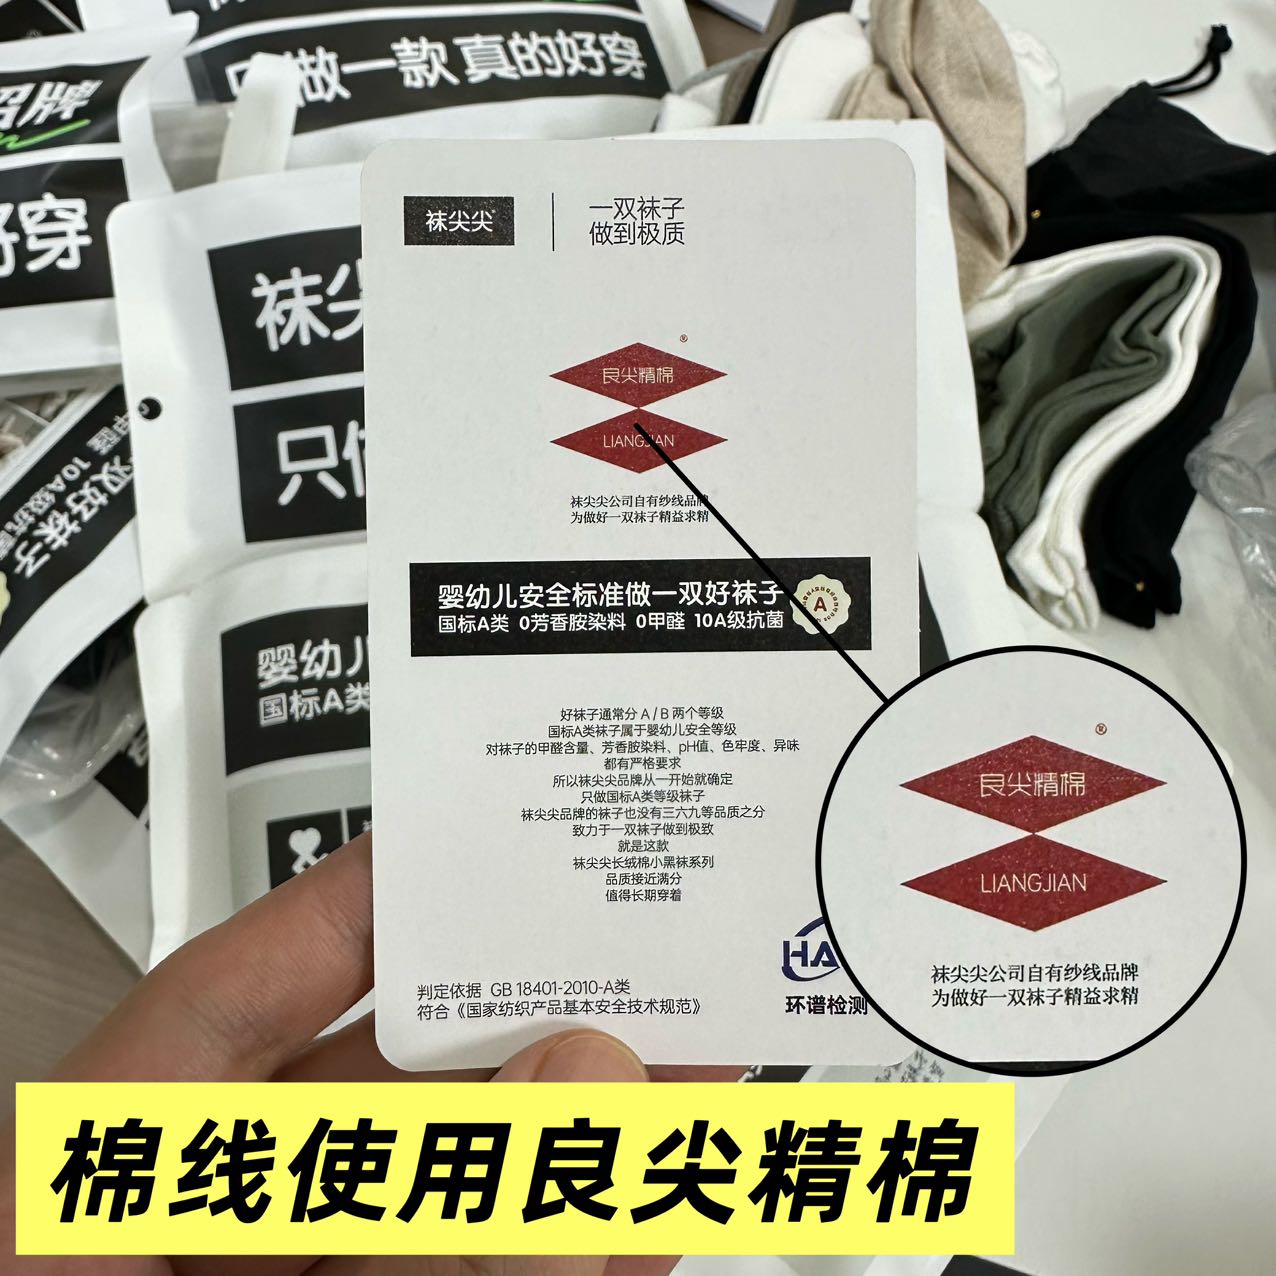 招牌
好穿
只做一款 真的好穿
袜尖
只做
婴幼儿
国标A类
双好袜子
甲醛 10A级抗菌
袜尖尖
一双袜子
做到极质
®
良尖精棉
LIANGJIAN
袜尖尖公司自有纱线品牌
为做好一双袜子精益求精
婴幼儿安全标准做一双好袜子
国标A类 0芳香胺染料 0甲醛 10A级抗菌
A
好袜子通常分 A / B 两个等级
国标A类袜子属于婴幼儿安全等级
对袜子的甲醛含量、芳香胺染料、pH值、色牢度、异味
都有严格要求
所以袜尖尖品牌从一开始就确定
只做国标A类等级袜子
袜尖尖品牌的袜子也没有三六九等品质之分
致力于一双袜子做到极致
就是这款
袜尖尖长绒棉小黑袜系列
品质接近满分
值得长期穿着
判定依据 GB 18401-2010-A类
符合《国家纺织产品基本安全技术规范》
HA
环谱检测
®
良尖精棉
LIANGJIAN
袜尖尖公司自有纱线品牌
为做好一双袜子精益求精
棉线使用良尖精棉